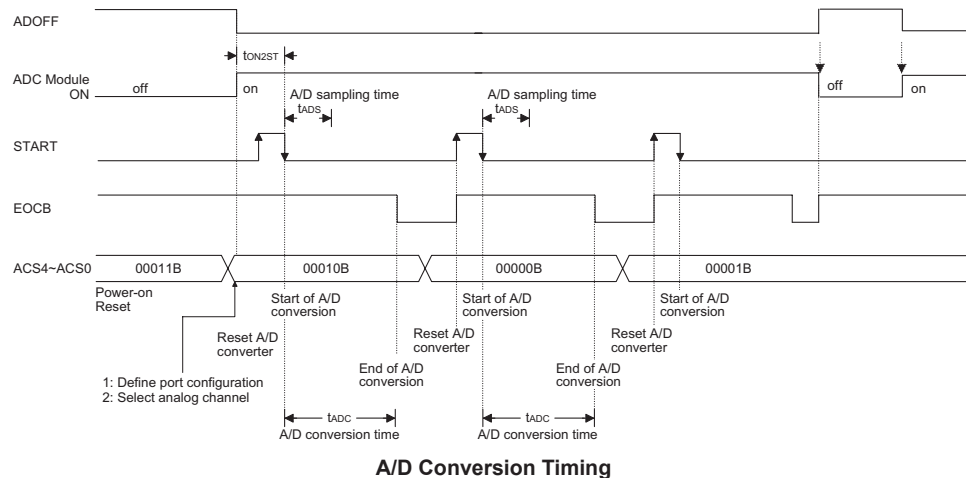 ADOFF
tON2ST
ADC Module
ON
off
on
off
on
A/D sampling time
tADS
A/D sampling time
tADS
START
EOCB
ACS4~ACS0
00011B
00010B
00000B
00001B
Power-on
Reset
Start of A/D
conversion
Start of A/D
conversion
Start of A/D
conversion
Reset A/D
converter
Reset A/D
converter
Reset A/D
converter
End of A/D
conversion
End of A/D
conversion
1: Define port configuration
2: Select analog channel
tADC
A/D conversion time
tADC
A/D conversion time
A/D Conversion Timing